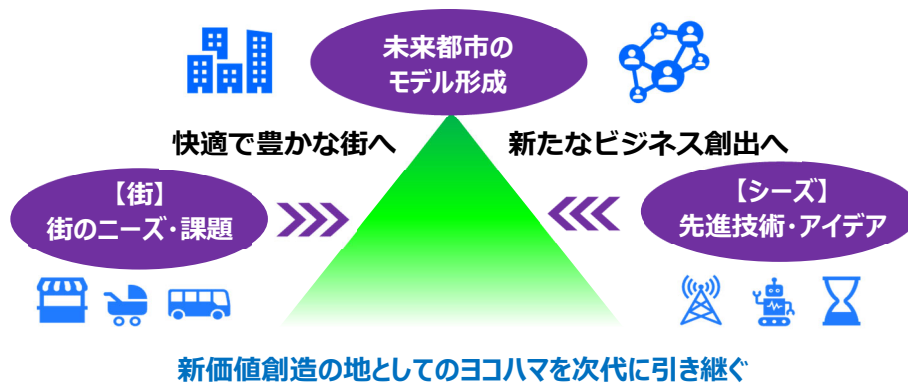 未来都市の
モデル形成
快適で豊かな街へ
新たなビジネス創出へ
【街】
街のニーズ・課題
【シーズ】
先進技術・アイデア
新価値創造の地としてのヨコハマを次代に引き継ぐ